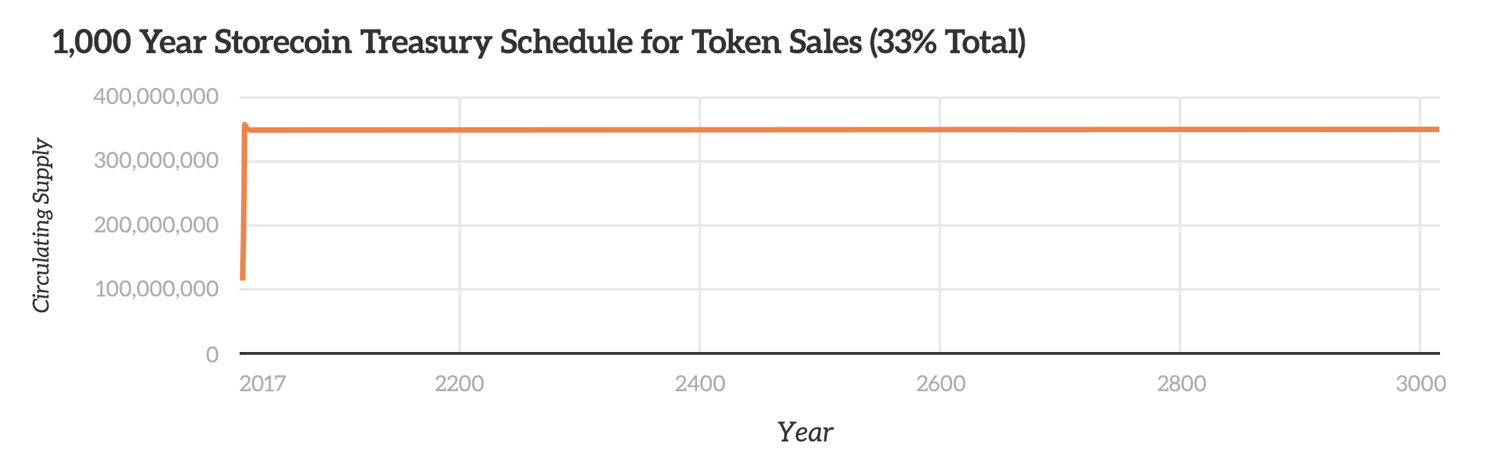 1,000 Year Storecoin Treasury Schedule for Token Sales (33% Total)
Circulating Supply
400,000,000
300,000,000
200,000,000
100,000,000
0
2017 2200 2400 2600 2800 3000
Year